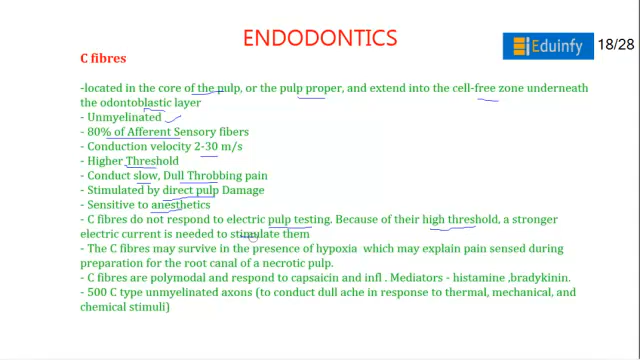 ENDODONTICS
Eduinfy
18/28
C fibres
-located in the core of the pulp, or the pulp proper, and extend into the cell-free zone underneath
the odontoblastic layer
- Unmyelinated
- 80% of Afferent Sensory fibers
- Conduction velocity 2-30 m/s
- Higher Threshold
- Conduct slow, Dull Throbbing pain
- Stimulated by direct pulp Damage
- Sensitive to anesthetics
- C fibres do not respond to electric pulp testing. Because of their high threshold, a stronger
electric current is needed to stimulate them
- The C fibres may survive in the presence of hypoxia which may explain pain sensed during
preparation for the root canal of a necrotic pulp.
- C fibres are polymodal and respond to capsaicin and infl . Mediators - histamine ,bradykinin.
- 500 C type unmyelinated axons (to conduct dull ache in response to thermal, mechanical, and
chemical stimuli)